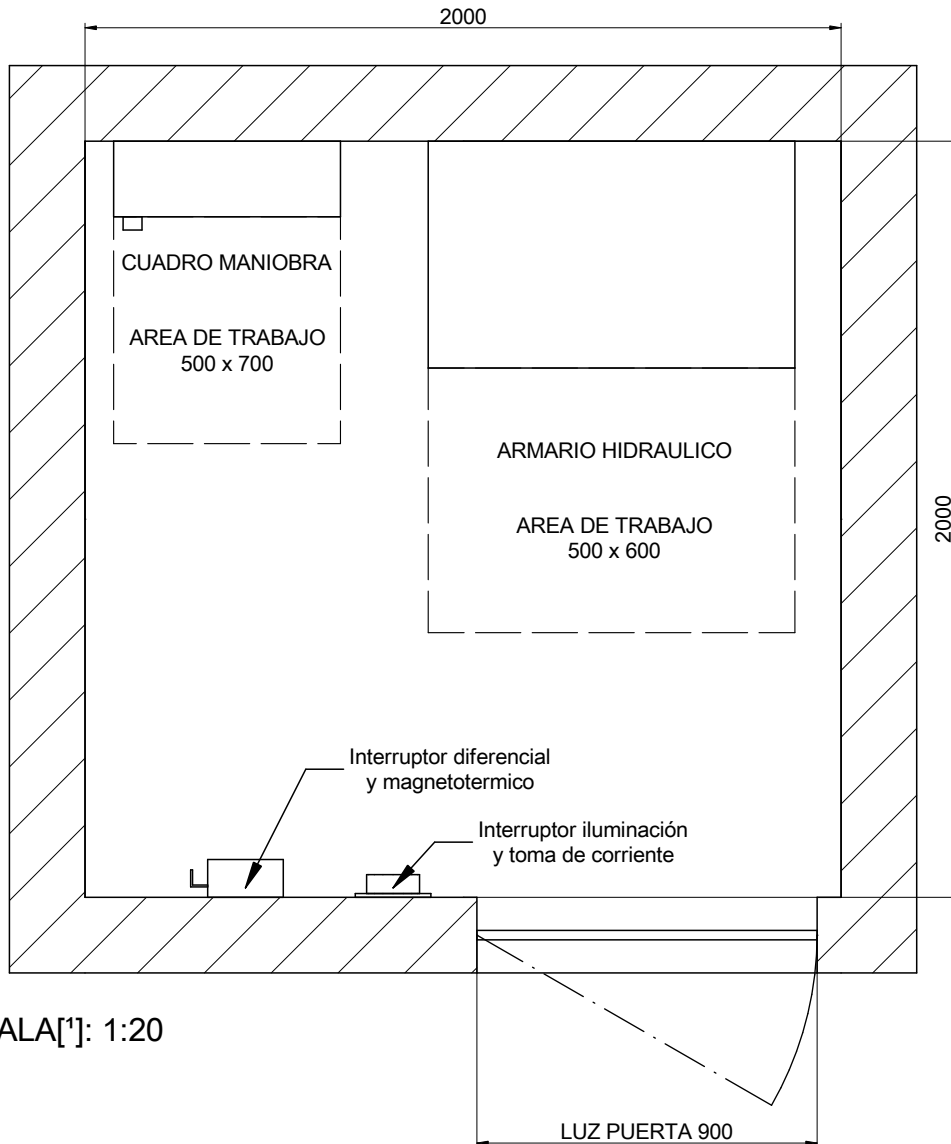 2000
CUADRO MANIOBRA
AREA DE TRABAJO
500 x 700
ARMARIO HIDRAULICO
AREA DE TRABAJO
500 x 600
2000
Interruptor diferencial
y magnetotermico
Interruptor iluminación
y toma de corriente
ALA[¹]: 1:20
LUZ PUERTA 900